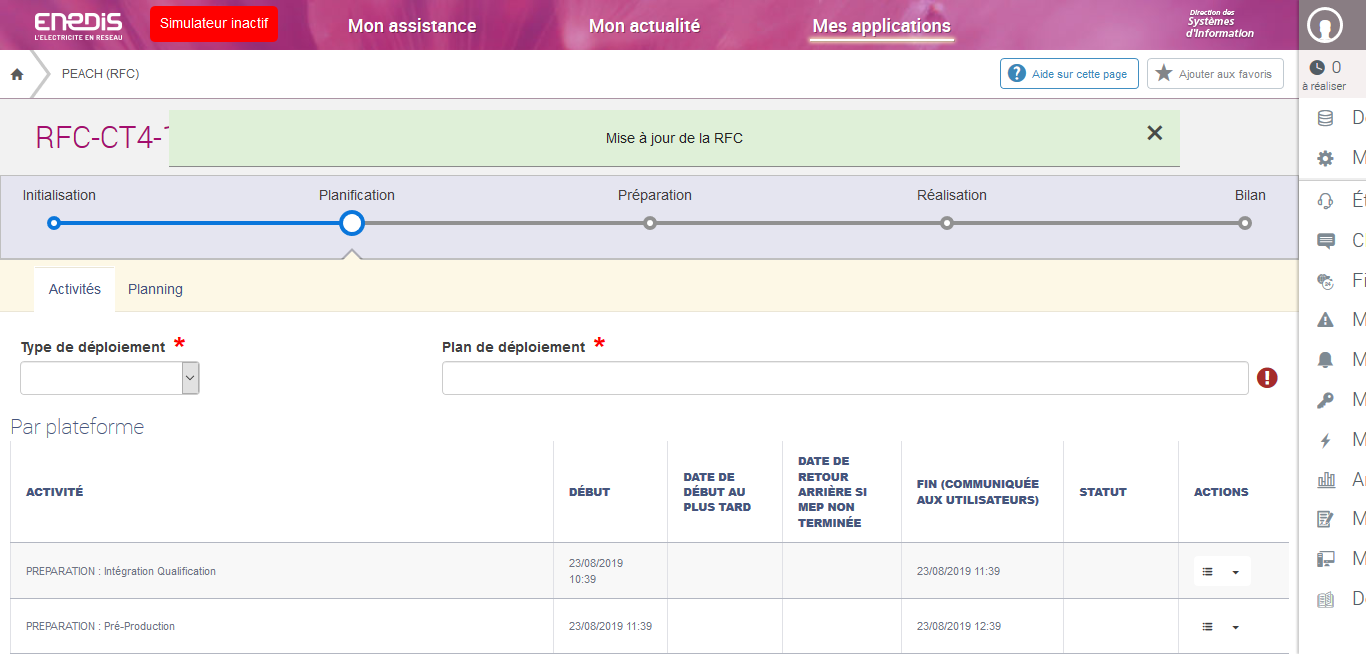 ENEDIS
L'ELECTRICITE EN RESEAU
Simulateur inactif
Mon assistance
Mon actualité
Mes applications
Direction des
Systèmes
d'Information
PEACH (RFC)
Aide sur cette page
Ajouter aux favoris
0
à réaliser
RFC-CT4-
Mise à jour de la RFC
Initialisation
Planification
Préparation
Réalisation
Bilan
Activités
Planning
Type de déploiement *
Plan de déploiement *
Par plateforme
ACTIVITÉ
DÉBUT
DATE DE
DÉBUT AU
PLUS TARD
DATE DE
RETOUR
ARRIÈRE SI
MEP NON
TERMINÉE
FIN (COMMUNIQUÉE
AUX UTILISATEURS)
STATUT
ACTIONS
PREPARATION : Intégration Qualification
23/08/2019
10:39
23/08/2019 11:39
PREPARATION : Pré-Production
23/08/2019 11:39
23/08/2019 12:39